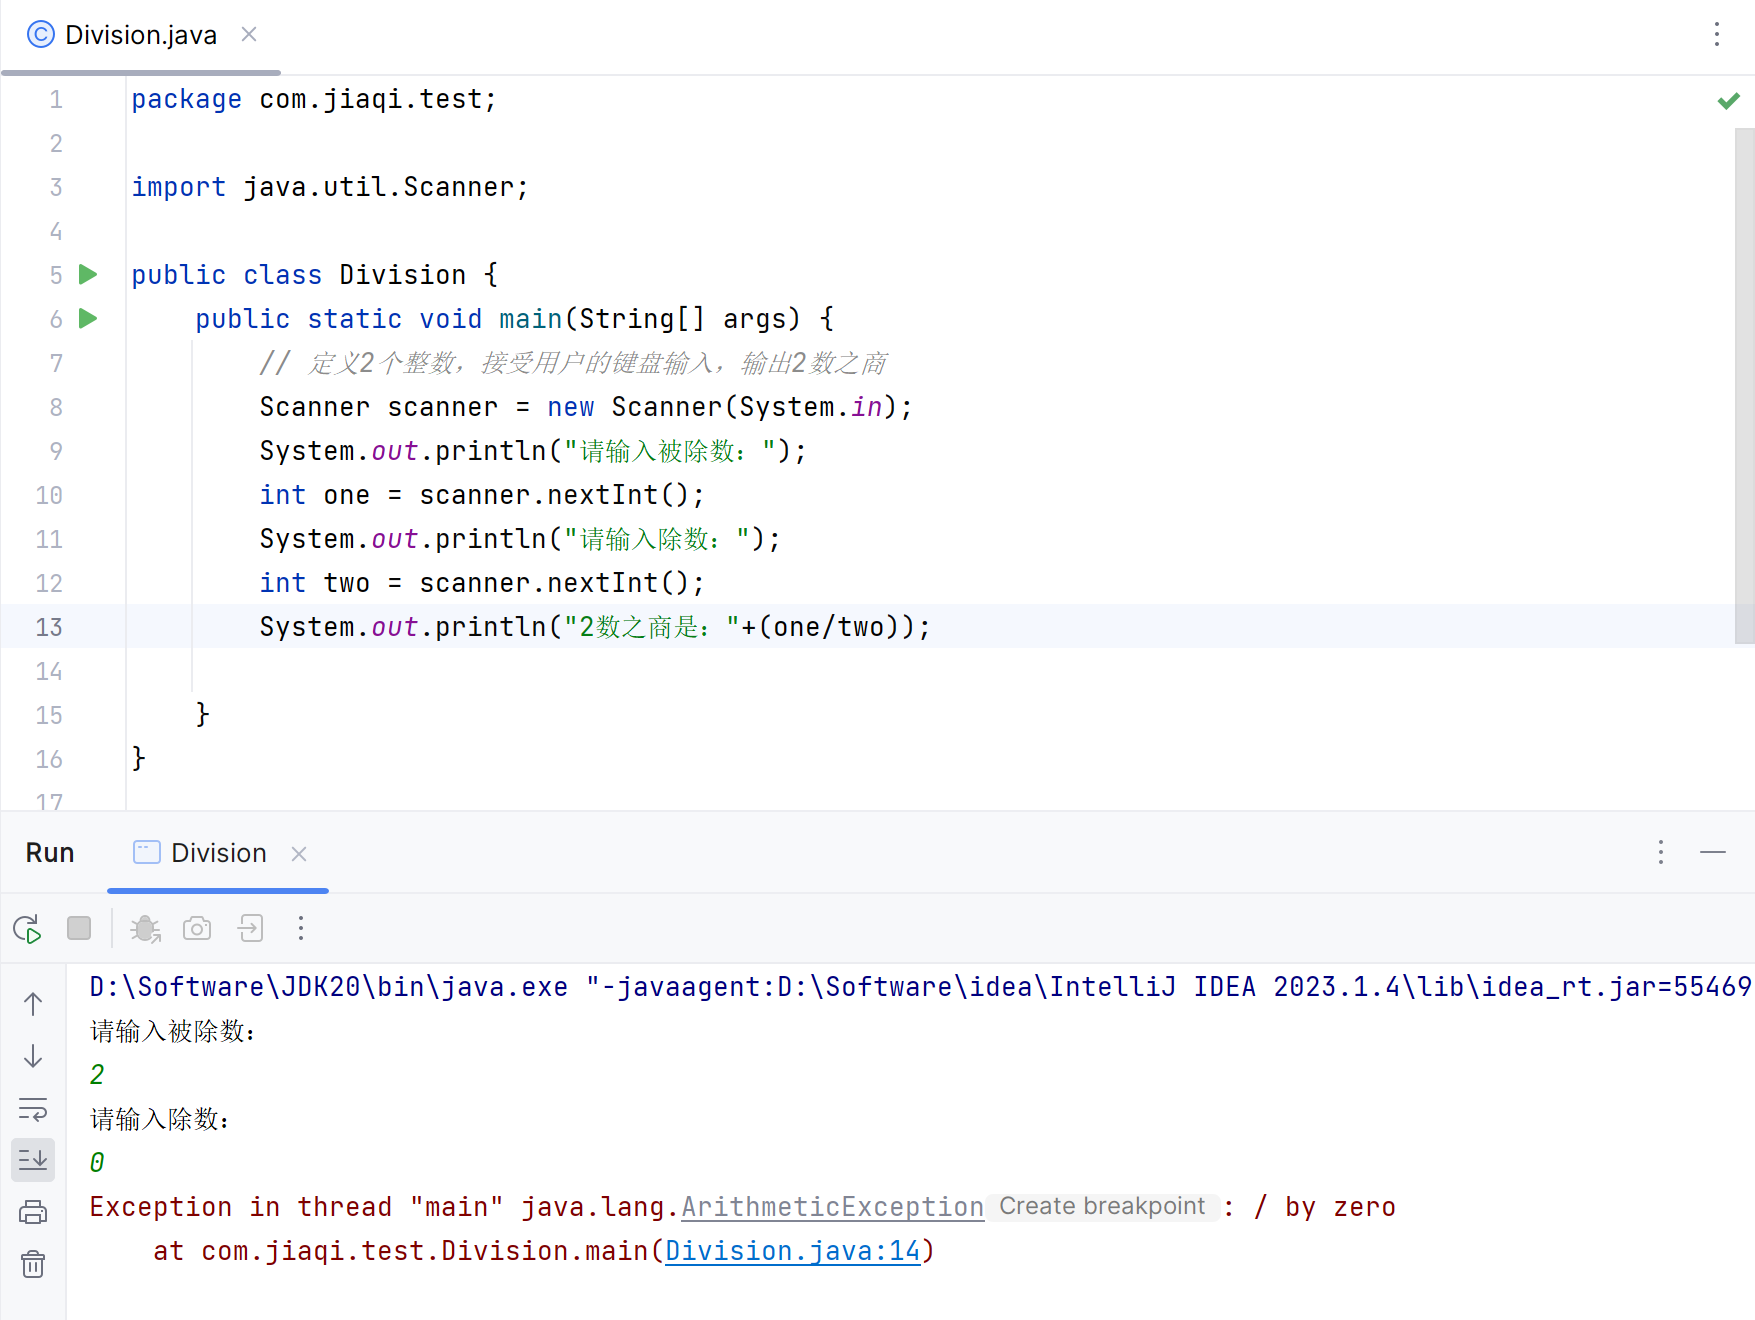 Division.java
1 package com.jiaqi.test;
2
3 import java.util.Scanner;
4
5 public class Division {
6 public static void main(String[] args) {
7 // 定义2个整数，接受用户的键盘输入，输出2数之商
8 Scanner scanner = new Scanner(System.in);
9 System.out.println("请输入被除数：");
10 int one = scanner.nextInt();
11 System.out.println("请输入除数：");
12 int two = scanner.nextInt();
13 System.out.println("2数之商是："+(one/two));
14
15 }
16 }
17
Run Division
D:\Software\JDK20\bin\java.exe "-javaagent:D:\Software\idea\IntelliJ IDEA 2023.1.4\lib\idea_rt.jar=55469
请输入被除数：
2
请输入除数：
0
Exception in thread "main" java.lang.ArithmeticException Create breakpoint : / by zero
at com.jiaqi.test.Division.main(Division.java:14)